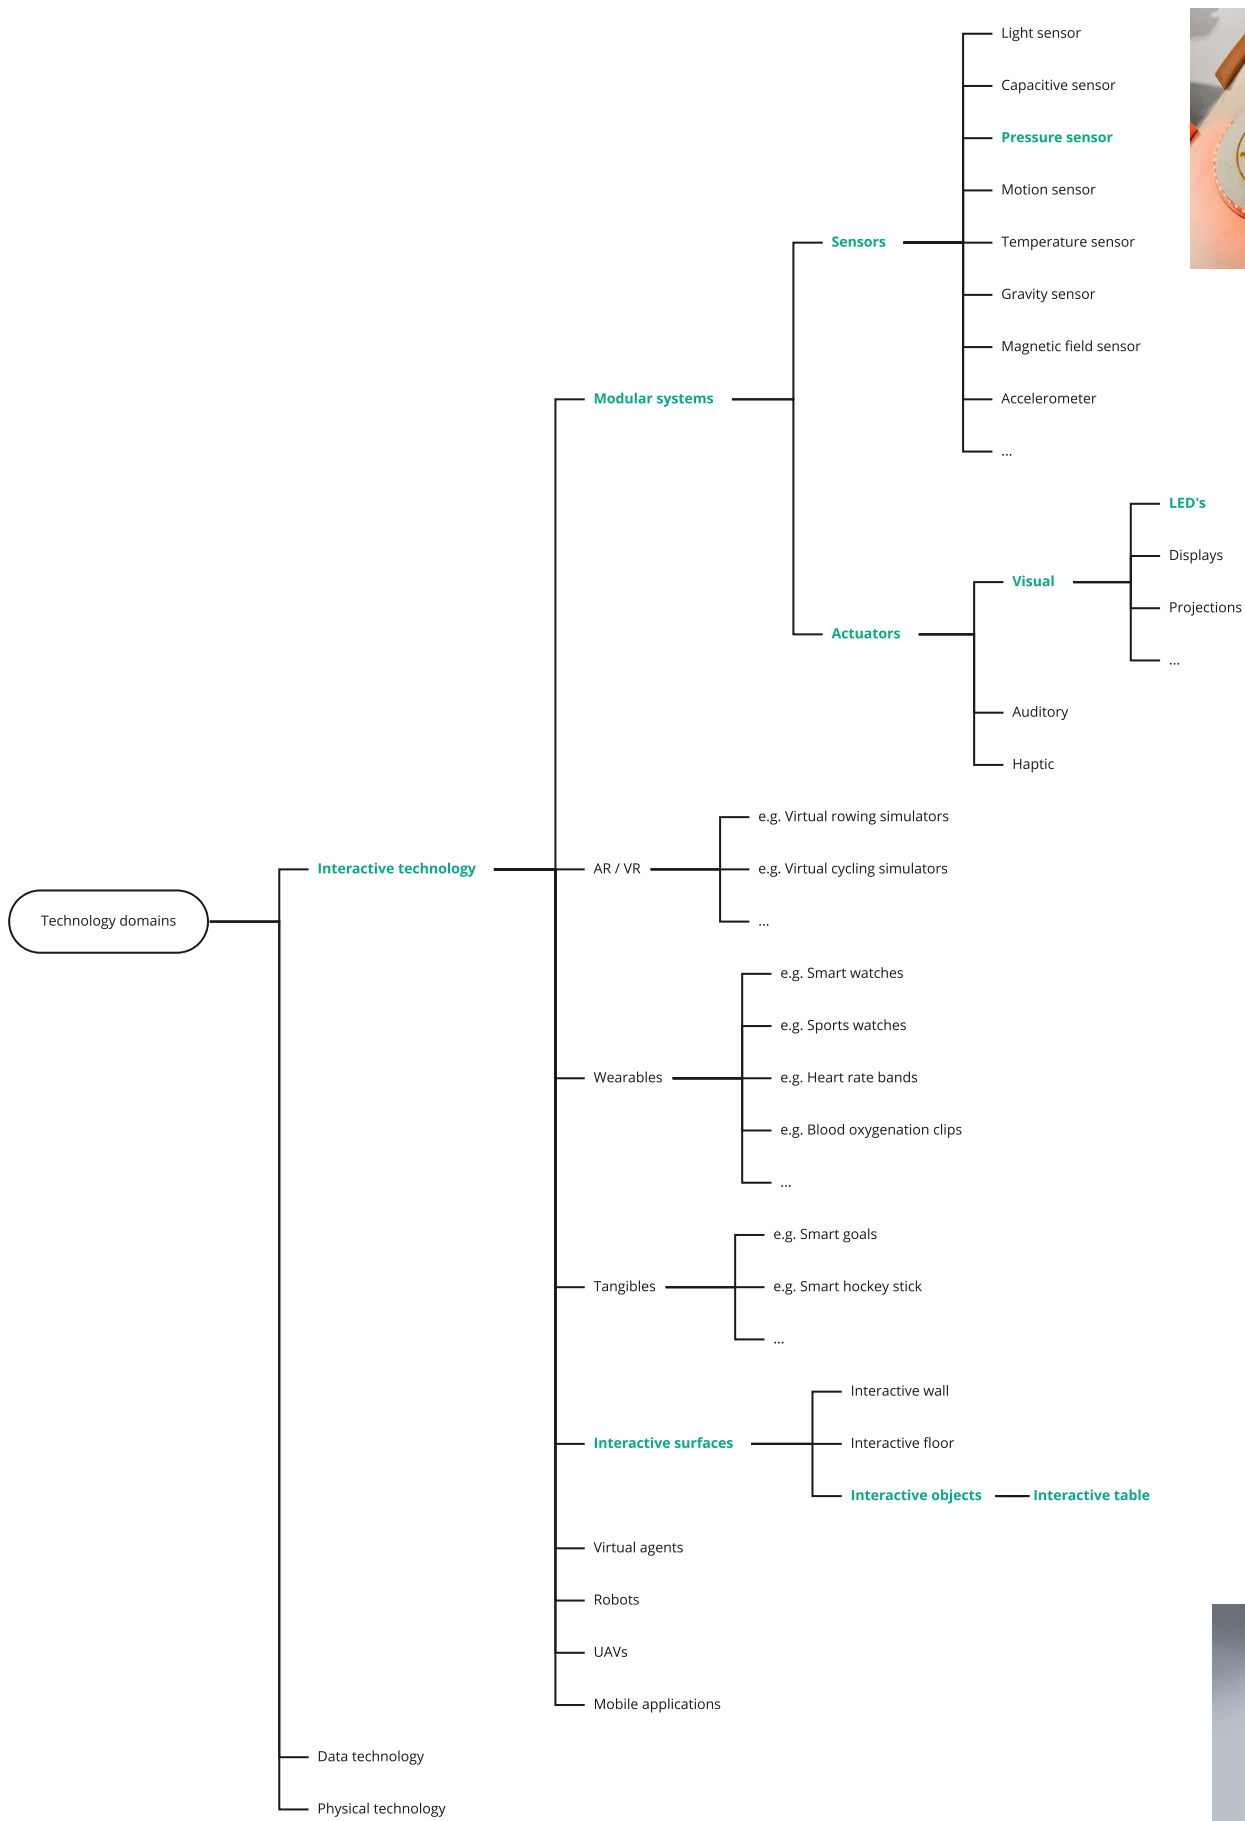 Light sensor
Capacitive sensor
Pressure sensor
Motion sensor
Sensors
Temperature sensor
Gravity sensor
Magnetic field sensor
Modular systems
Accelerometer
...
LED's
Displays
Visual
Projections
Actuators
...
Auditory
Haptic
e.g. Virtual rowing simulators
Interactive technology
AR / VR
e.g. Virtual cycling simulators
Technology domains
...
e.g. Smart watches
e.g. Sports watches
Wearables
e.g. Heart rate bands
e.g. Blood oxygenation clips
...
e.g. Smart goals
Tangibles
e.g. Smart hockey stick
...
Interactive wall
Interactive surfaces
Interactive floor
Interactive objects
Interactive table
Virtual agents
Robots
UAVs
Mobile applications
Data technology
Physical technology